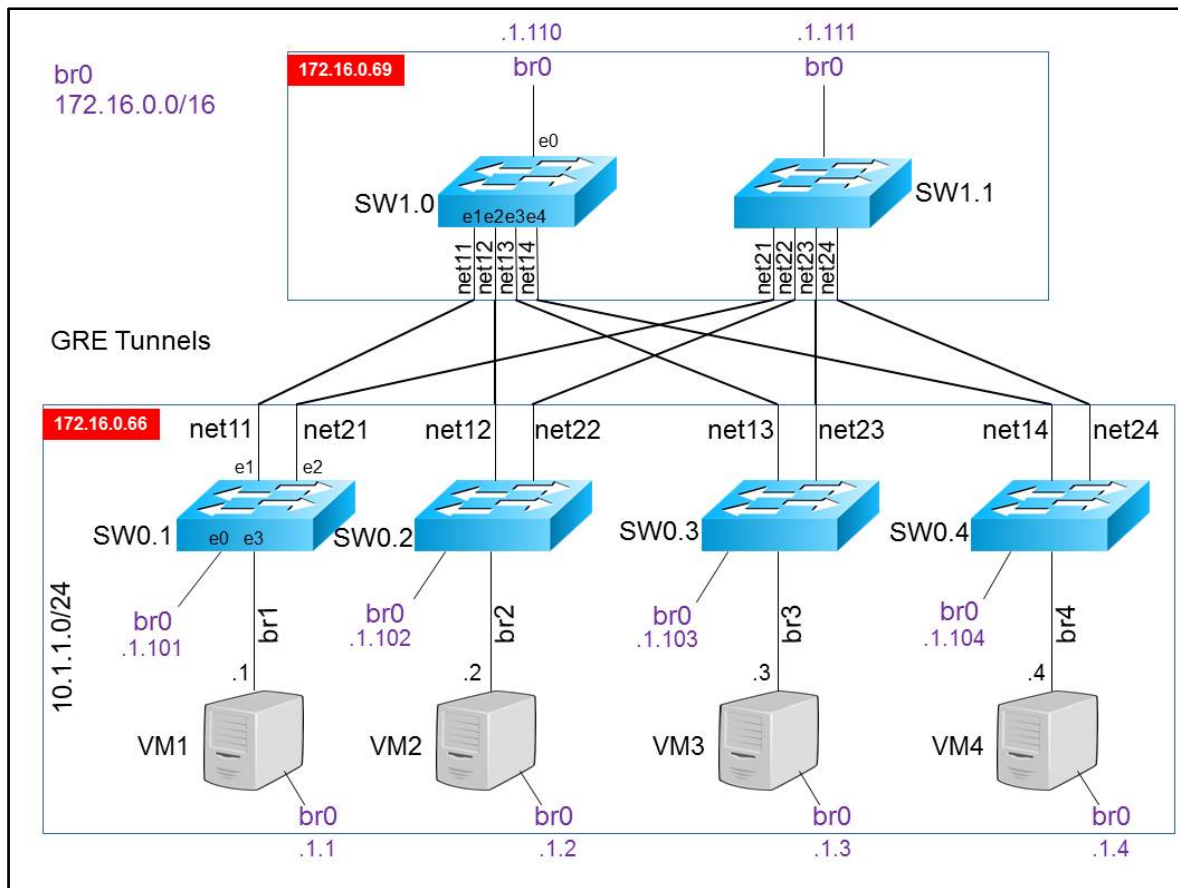 .1.110
.1.111
br0
172.16.0.0/16
172.16.0.69
br0
br0
e0
SW1.0
SW1.1
e1e2e3e4
net11
net12
net13
net14
net21
net22
net23
net24
GRE Tunnels
172.16.0.66
net11
net21
net12
net22
net13
net23
net14
net24
e1
e2
SW0.1
e0
e3
SW0.2
SW0.3
SW0.4
10.1.1.0/24
br0
.1.101
br1
br0
.1.102
br2
br0
.1.103
br3
br0
.1.104
br4
.1
.2
.3
.4
VM1
VM2
VM3
VM4
br0
br0
br0
br0
.1.1
.1.2
.1.3
.1.4